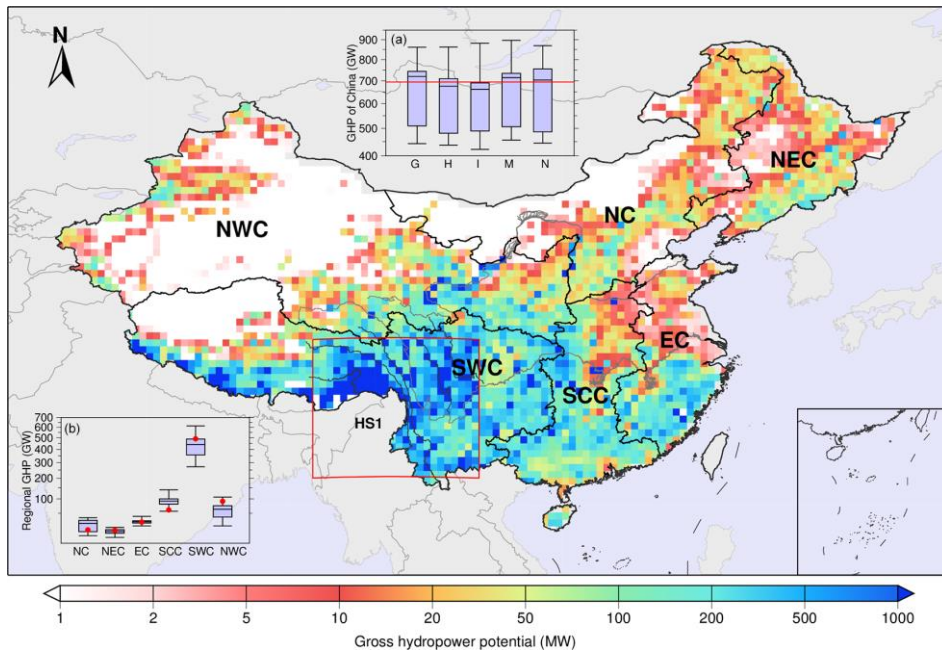 N
(a)
GHP of China (GW)
900
800
700
600
500
400
G H I M N
NEC
NC
NWC
EC
SWC
SCC
HS1
(b)
Regional GHP (GW)
700
600
500
400
300
200
100
NC NEC EC SCC SWC NWC
1 2 5 10 20 50 100 200 500 1000
Gross hydropower potential (MW)